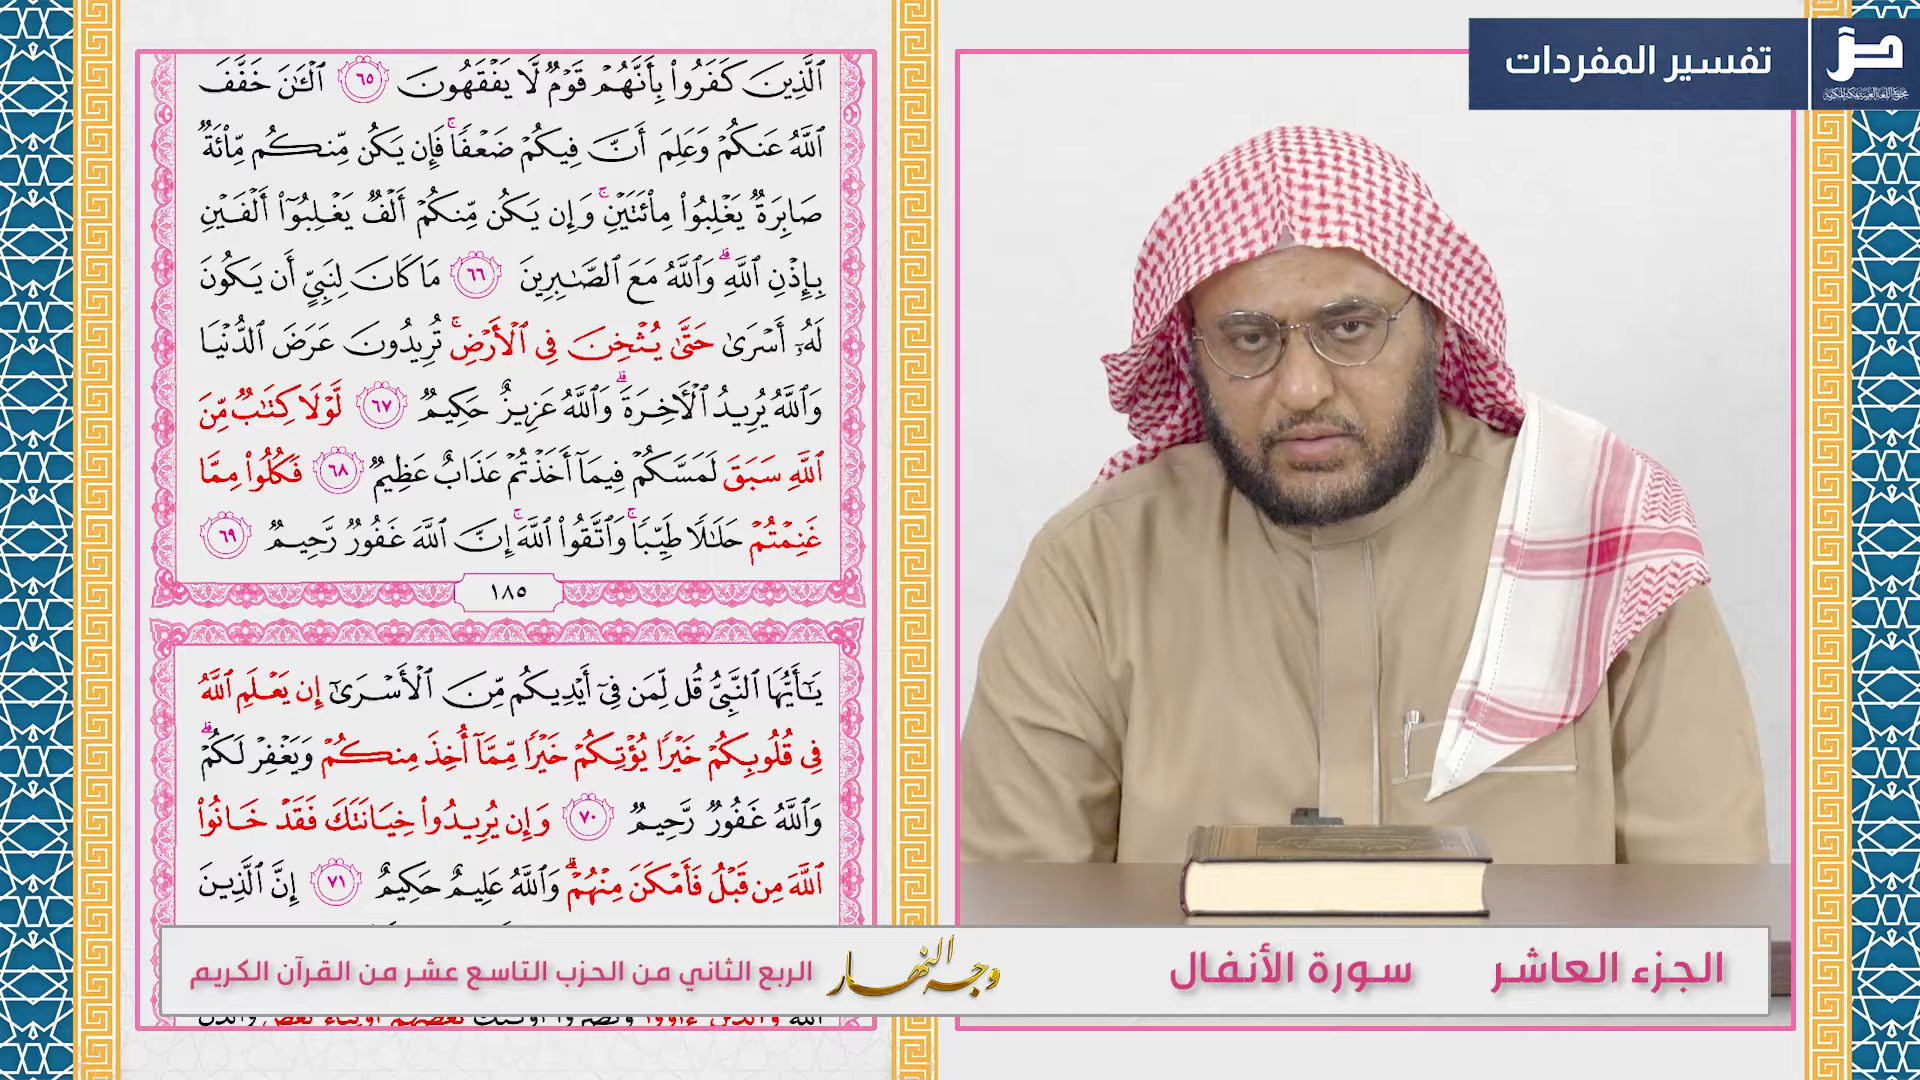 تفسير المفردات
ٱلَّذِينَ كَفَرُوا۟ بِأَنَّهُمْ قَوْمٌ لَّا يَفْقَهُونَ ٦٥ ٱلْـَٰٔنَ خَفَّفَ
ٱللَّهُ عَنكُمْ وَعَلِمَ أَنَّ فِيكُمْ ضَعْفًا ۚ فَإِن يَكُن مِّنكُم مِّا۟ئَةٌ
صَابِرَةٌ يَغْلِبُوا۟ مِا۟ئَتَيْنِ ۚ وَإِن يَكُن مِّنكُمْ أَلْفٌ يَغْلِبُوٓا۟ أَلْفَيْنِ
بِإِذْنِ ٱللَّهِ ۗ وَٱللَّهُ مَعَ ٱلصَّـٰبِرِينَ ٦٦ مَا كَانَ لِنَبِىٍّ أَن يَكُونَ
لَهُۥٓ أَسْرَىٰ حَتَّىٰ يُثْخِنَ فِى ٱلْأَرْضِ ۚ تُرِيدُونَ عَرَضَ ٱلدُّنْيَا
وَٱللَّهُ يُرِيدُ ٱلْـَٔاخِرَةَ ۗ وَٱللَّهُ عَزِيزٌ حَكِيمٌ ٦٧ لَّوْلَا كِتَـٰبٌ مِّنَ
ٱللَّهِ سَبَقَ لَمَسَّكُمْ فِيمَآ أَخَذْتُمْ عَذَابٌ عَظِيمٌ ٦٨ فَكُلُوا۟ مِمَّا
غَنِمْتُمْ حَلَـٰلًا طَيِّبًا ۚ وَٱتَّقُوا۟ ٱللَّهَ ۚ إِنَّ ٱللَّهَ غَفُورٌ رَّحِيمٌ ٦٩
١٨٥
يَـٰٓأَيُّهَا ٱلنَّبِىُّ قُل لِّمَن فِىٓ أَيْدِيكُم مِّنَ ٱلْأَسْرَىٰٓ إِن يَعْلَمِ ٱللَّهُ
فِى قُلُوبِكُمْ خَيْرًا يُؤْتِكُمْ خَيْرًا مِّمَّآ أُخِذَ مِنكُمْ وَيَغْفِرْ لَكُمْ ۗ
وَٱللَّهُ غَفُورٌ رَّحِيمٌ ٧٠ وَإِن يُرِيدُوا۟ خِيَانَتَكَ فَقَدْ خَانُوا۟
ٱللَّهَ مِن قَبْلُ فَأَمْكَنَ مِنْهُمْ ۗ وَٱللَّهُ عَلِيمٌ حَكِيمٌ ٧١ إِنَّ ٱلَّذِينَ
الجزء العاشر سورة الأنفال وجه النهار الربع الثاني من الحزب التاسع عشر من القرآن الكريم